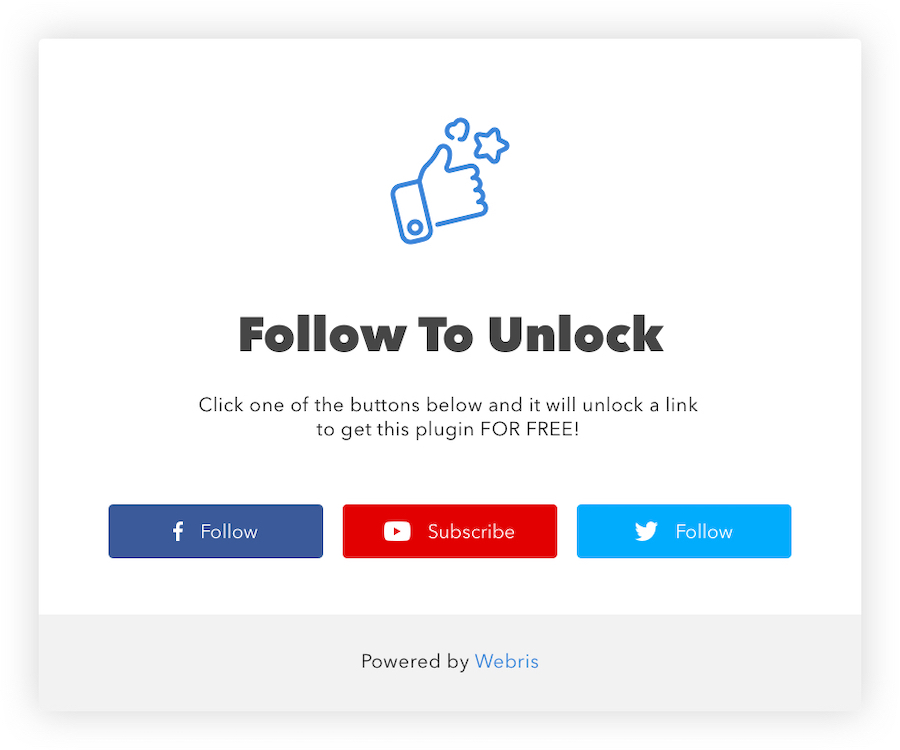 Follow To Unlock
Click one of the buttons below and it will unlock a link
to get this plugin FOR FREE!
Follow
Subscribe
Follow
Powered by Webris